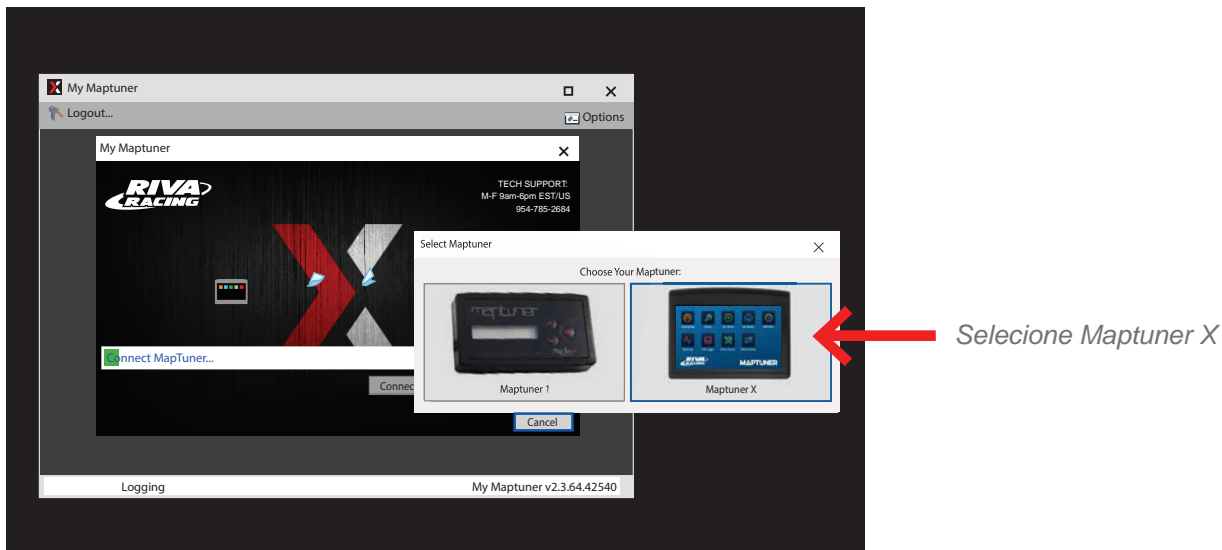 My Maptuner
Logout...
Options
My Maptuner
RIVA
RACING
TECH SUPPORT:
M-F 9am-6pm EST/US
954-785-2684
Select Maptuner
Choose Your Maptuner:
maptuner
Maptuner 1
MAPTUNER
Maptuner X
Selecione Maptuner X
Connect MapTuner...
Connec
Cancel
Logging
My Maptuner v2.3.64.42540